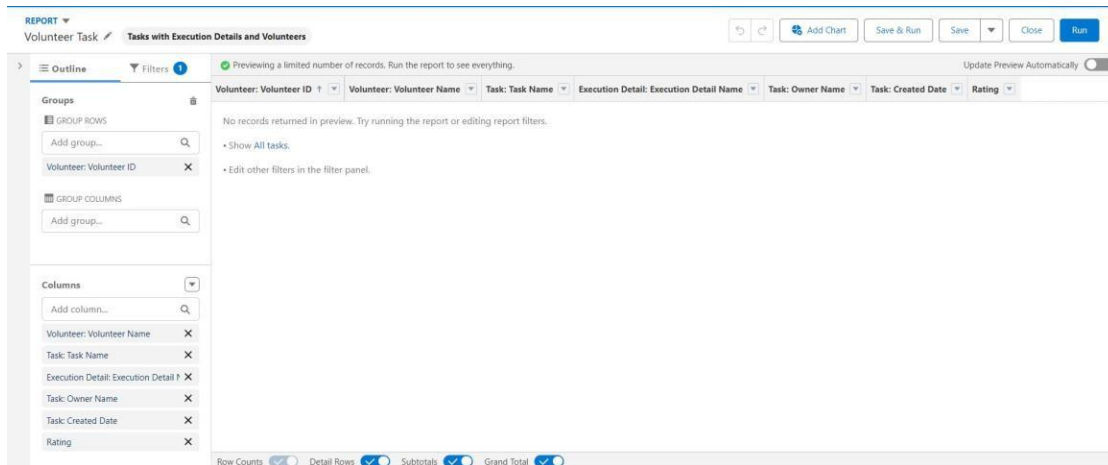 REPORT
Volunteer Task
Tasks with Execution Details and Volunteers
Add Chart
Save & Run
Save
Close
Run
Outline
Filters 1
Previewing a limited number of records. Run the report to see everything.
Update Preview Automatically
Groups
GROUP ROWS
Add group...
Volunteer: Volunteer ID
GROUP COLUMNS
Add group...
Columns
Add column...
Volunteer: Volunteer Name
Task: Task Name
Execution Detail: Execution Detail N
Task: Owner Name
Task: Created Date
Rating
Volunteer: Volunteer ID ↑ Volunteer: Volunteer Name Task: Task Name Execution Detail: Execution Detail Name Task: Owner Name Task: Created Date Rating
No records returned in preview. Try running the report or editing report filters.
• Show All tasks.
• Edit other filters in the filter panel.
Row Counts Detail Rows Subtotals Grand Total